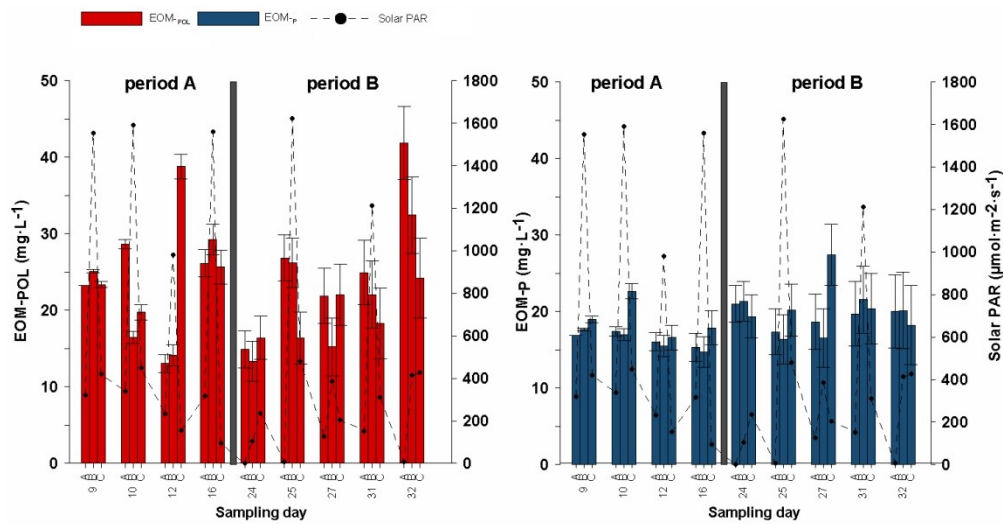 EOM-POL EOM-P Solar PAR
period A period B
50
40
30
20
10
0
EOM-POL (mg·L-1)
1800
1600
1400
1200
1000
800
600
400
200
0
A B C A B C A B C A B C A B C A B C A B C A B C A B C
9 10 12 16 24 25 27 31 32
Sampling day
period A period B
50
45
40
30
20
10
0
EOM-p (mg·L-1)
1800
1600
1400
1200
1000
800
600
400
200
0
Solar PAR (µmol·m-2·s-1)
A B C A B C A B C A B C A B C A B C A B C A B C A B C
9 10 12 16 24 25 27 31 32
Sampling day